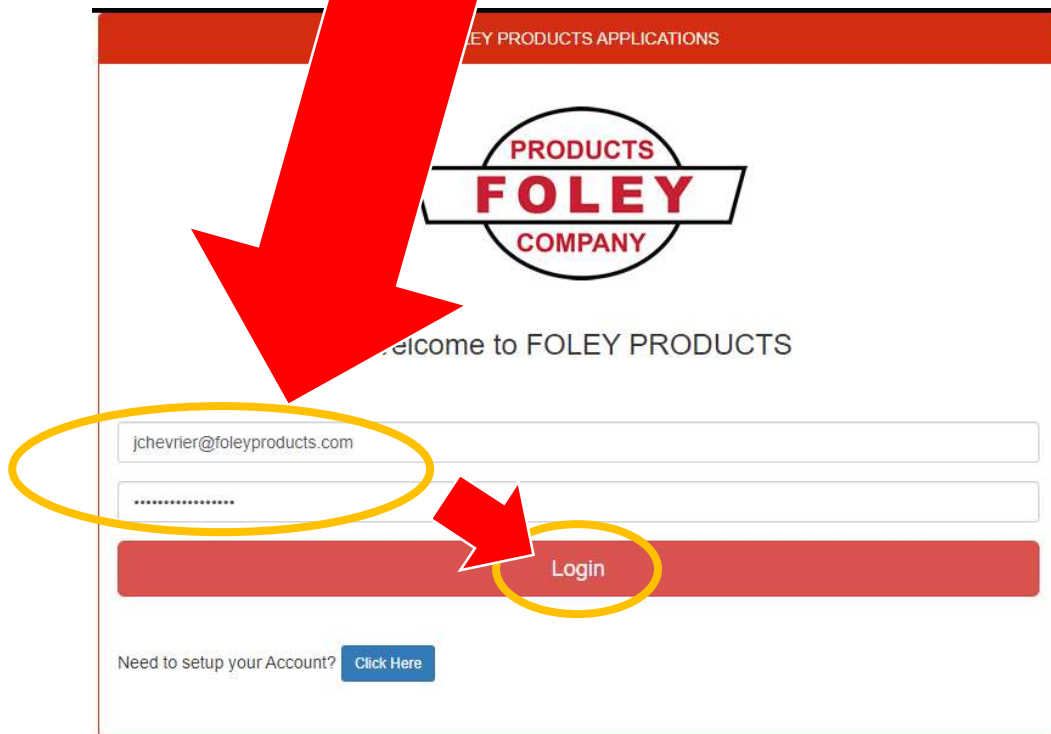 EY PRODUCTS APPLICATIONS
PRODUCTS
FOLEY
COMPANY
elcome to FOLEY PRODUCTS
jchevrier@foleyproducts.com
•••••••••••••••••
Login
Need to setup your Account? Click Here